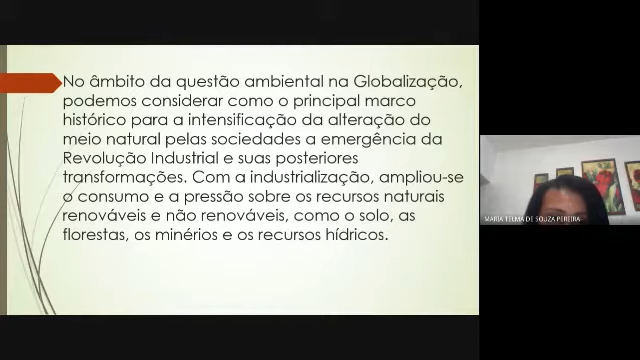 No âmbito da questão ambiental na Globalização,
podemos considerar como o principal marco
histórico para a intensificação da alteração do
meio natural pelas sociedades a emergência da
Revolução Industrial e suas posteriores
transformações. Com a industrialização, ampliou-se
o consumo e a pressão sobre os recursos naturais
renováveis e não renováveis, como o solo, as
florestas, os minérios e os recursos hídricos.
MARIA TELMA DE SOUZA PEREIRA